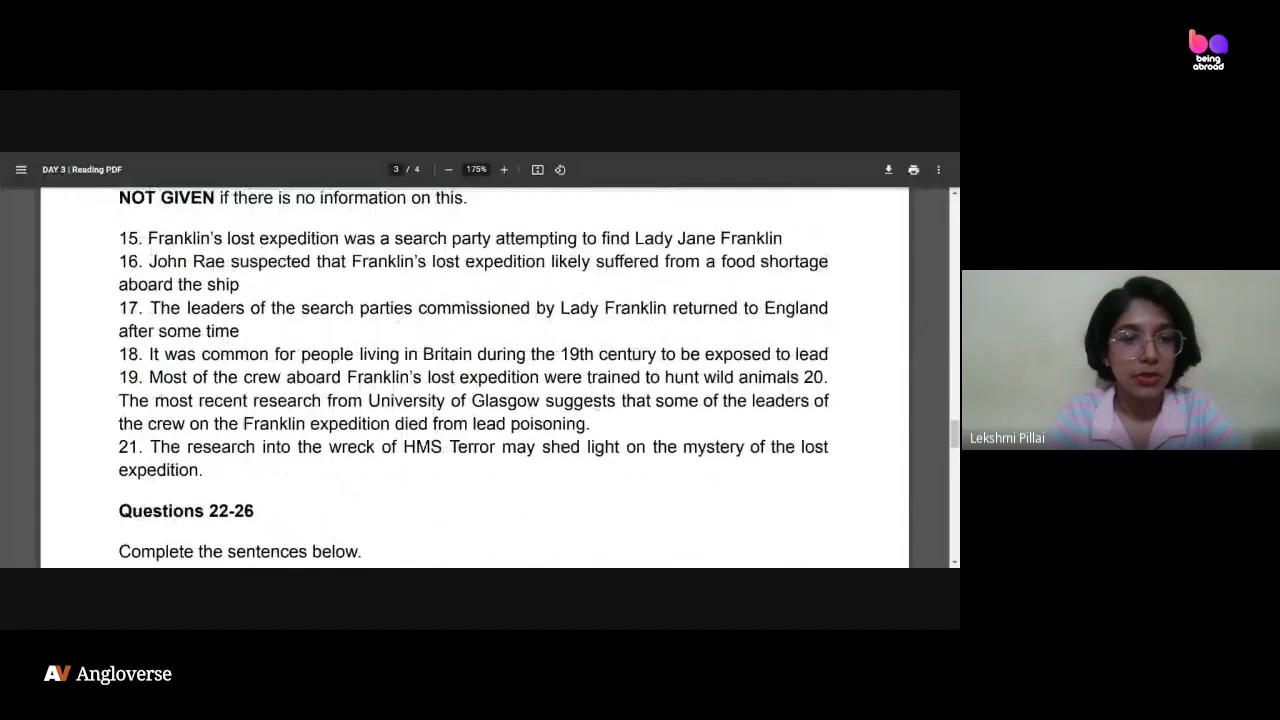 ba
being
abroad
DAY 3 | Reading PDF
3 / 4
175%
NOT GIVEN if there is no information on this.
15. Franklin's lost expedition was a search party attempting to find Lady Jane Franklin
16. John Rae suspected that Franklin's lost expedition likely suffered from a food shortage
aboard the ship
17. The leaders of the search parties commissioned by Lady Franklin returned to England
after some time
18. It was common for people living in Britain during the 19th century to be exposed to lead
19. Most of the crew aboard Franklin's lost expedition were trained to hunt wild animals 20.
The most recent research from University of Glasgow suggests that some of the leaders of
the crew on the Franklin expedition died from lead poisoning.
21. The research into the wreck of HMS Terror may shed light on the mystery of the lost
expedition.
Questions 22-26
Complete the sentences below.
Lekshmi Pillai
AV Angloverse